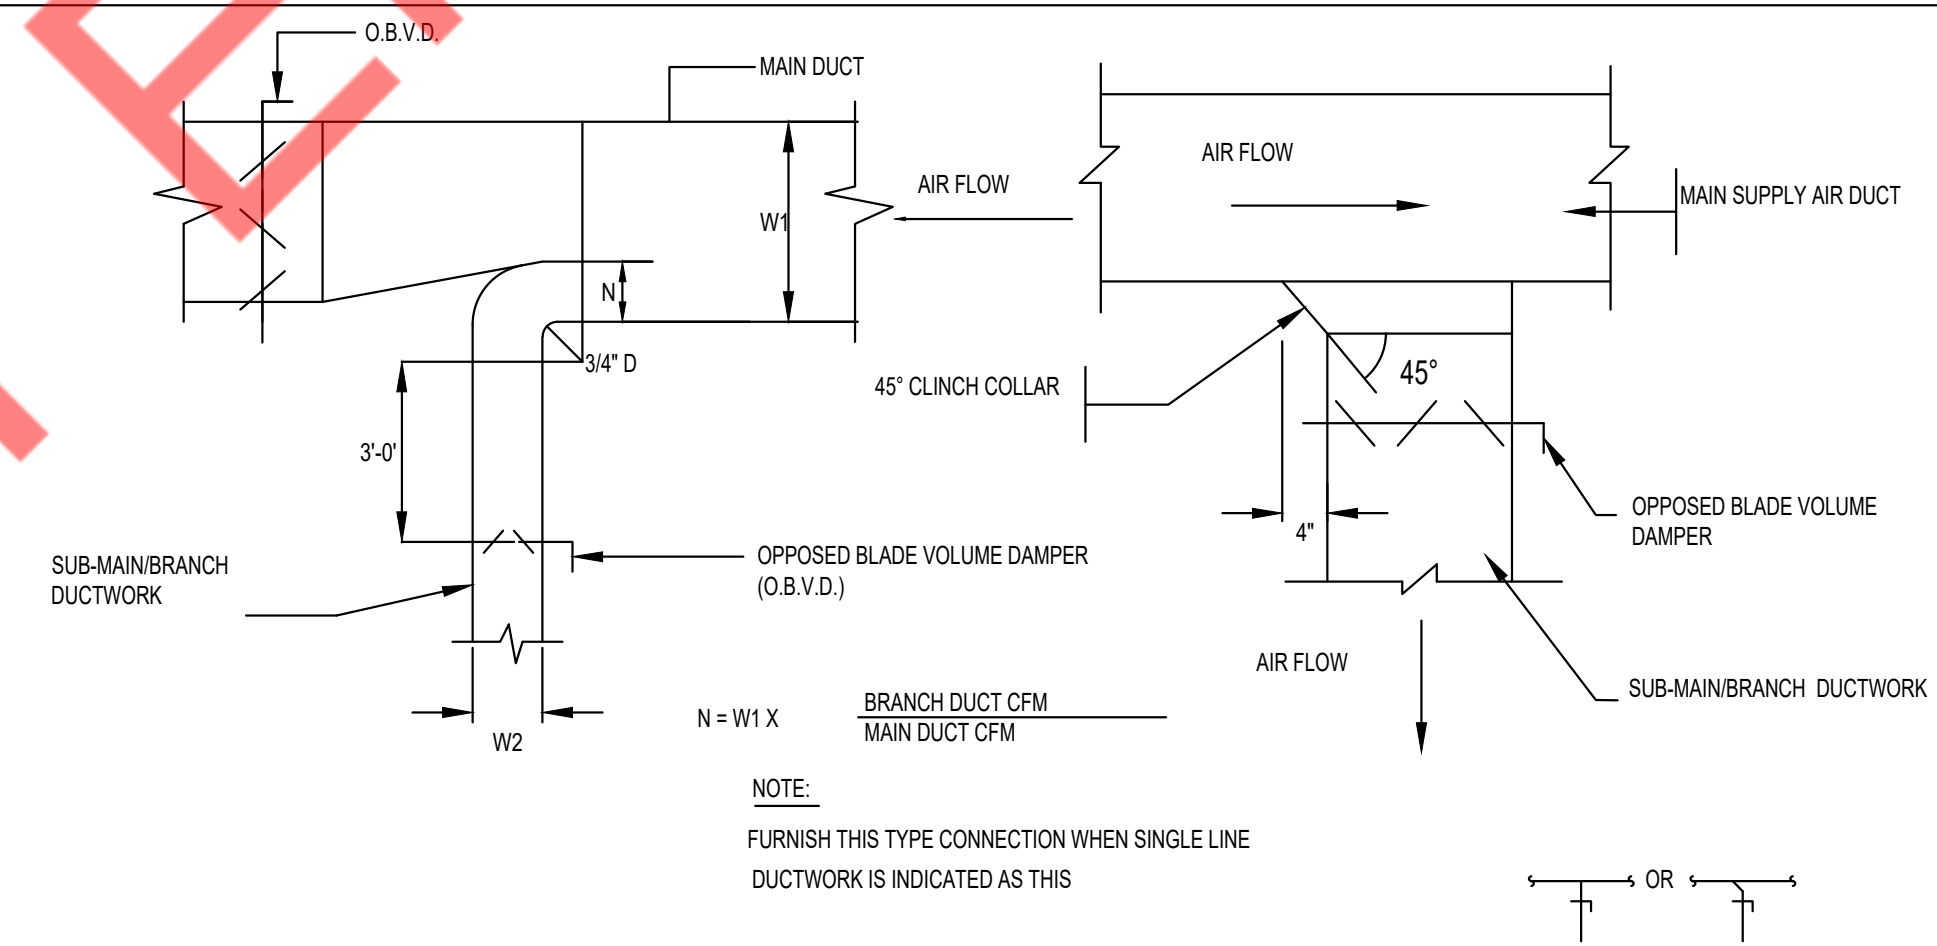 O.B.V.D.
MAIN DUCT
AIR FLOW
AIR FLOW
MAIN SUPPLY AIR DUCT
W1
N
3/4" D
45° CLINCH COLLAR
45°
3'-0'
4"
OPPOSED BLADE VOLUME
DAMPER
SUB-MAIN/BRANCH
DUCTWORK
OPPOSED BLADE VOLUME DAMPER
(O.B.V.D.)
AIR FLOW
SUB-MAIN/BRANCH DUCTWORK
W2
N = W1 X
BRANCH DUCT CFM
MAIN DUCT CFM
NOTE:
FURNISH THIS TYPE CONNECTION WHEN SINGLE LINE
DUCTWORK IS INDICATED AS THIS
OR